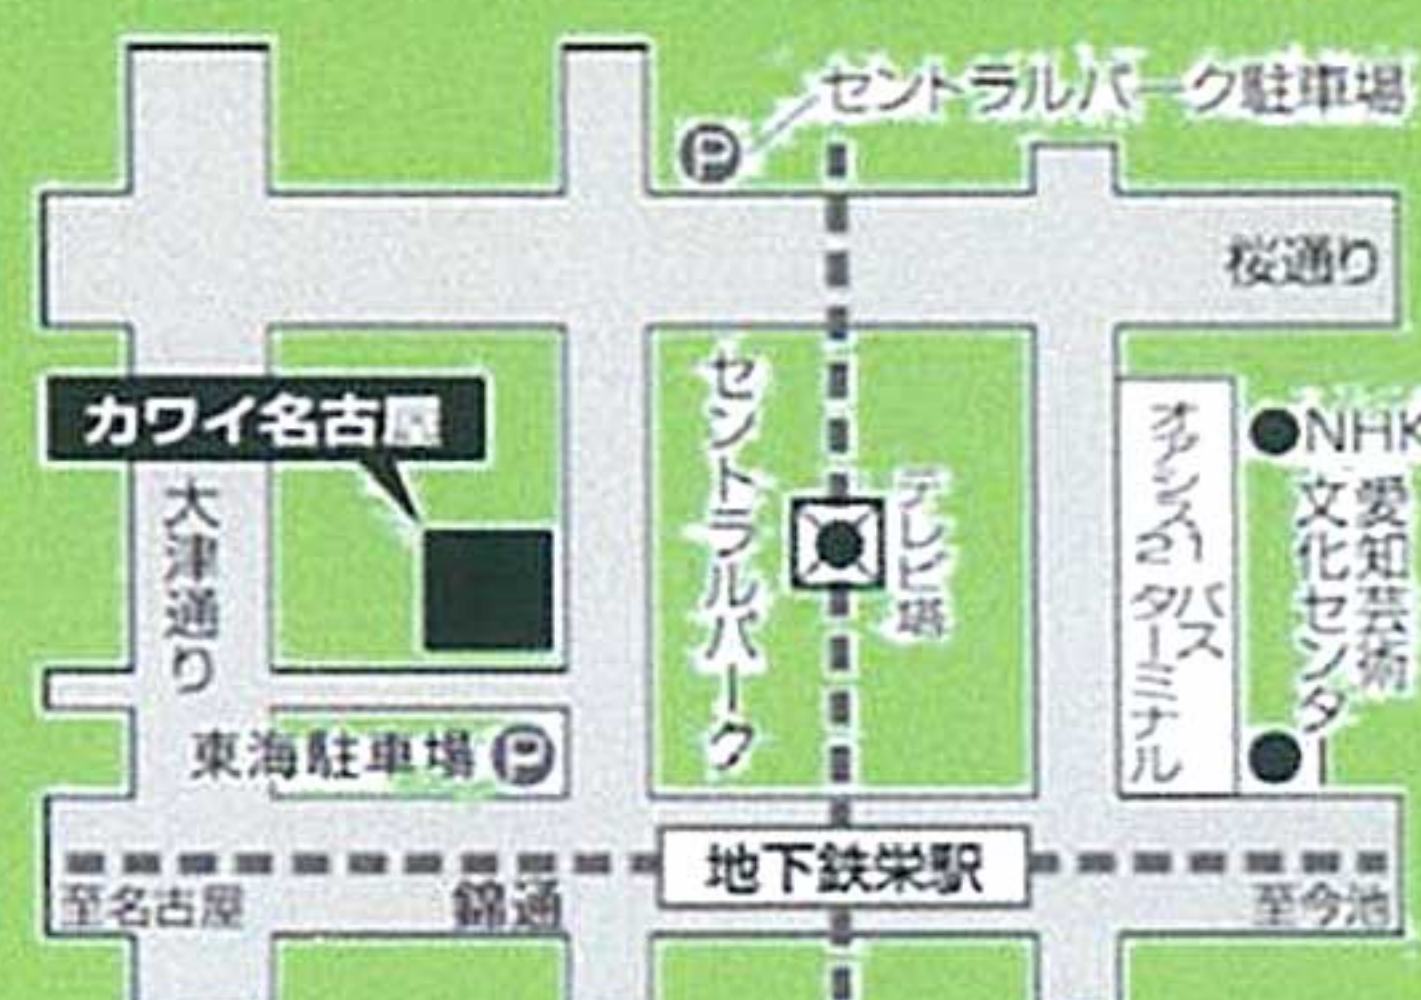 セントラルパーク駐車場
桜通り
カワイ名古屋
大津通り
セントラルパーク
テレビ塔
オアシス21
バス
ターミナル
NHK
愛知芸術
文化センター
東海駐車場
地下鉄栄駅
至名古屋
錦通
至今池